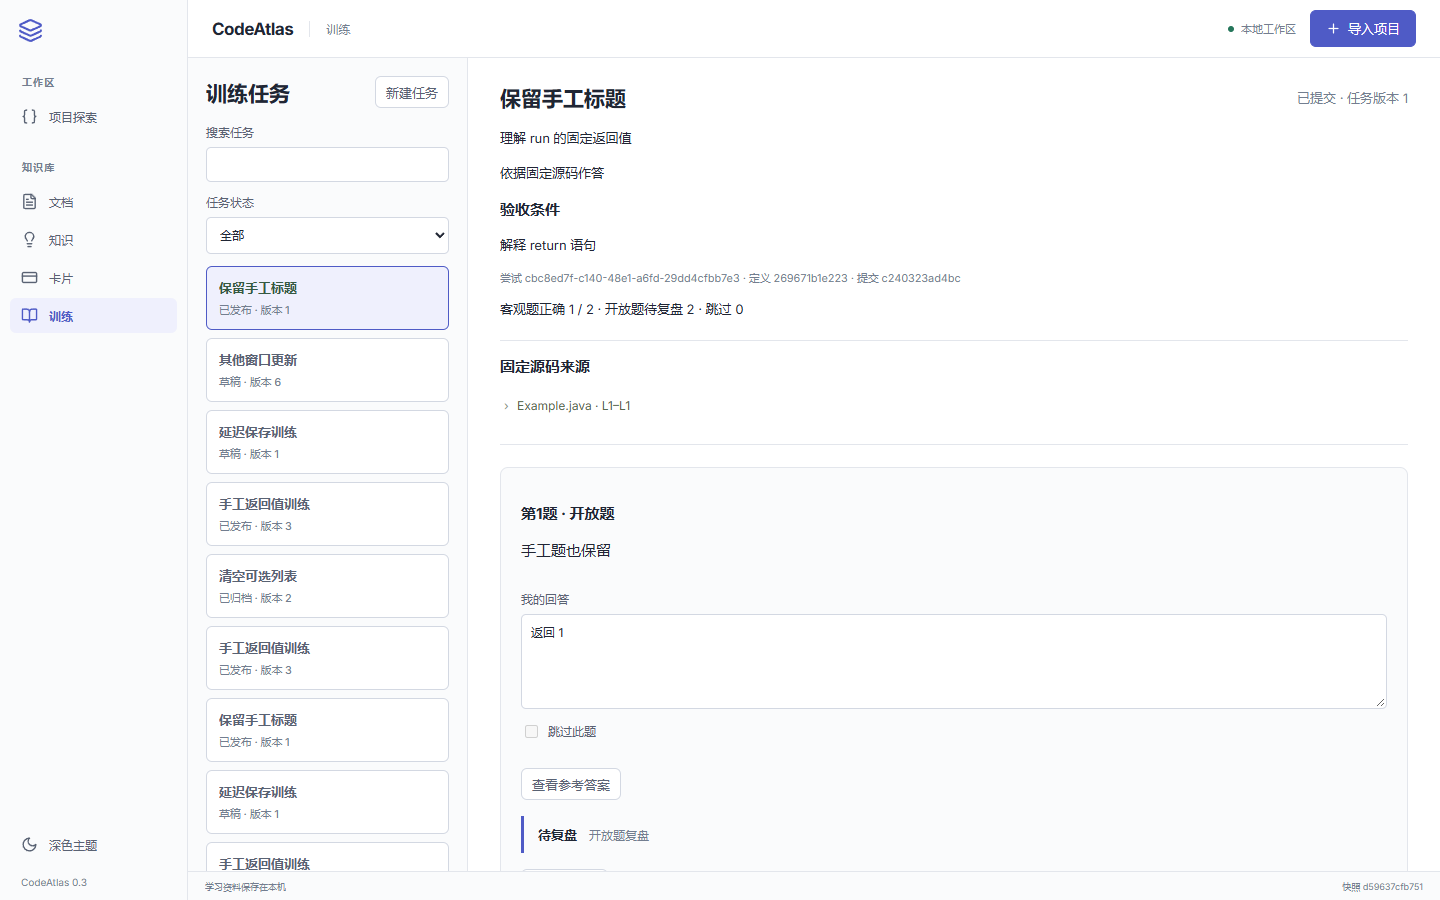 CodeAtlas
训练
本地工作区
导入项目
工作区
项目探索
知识库
文档
知识
卡片
训练
深色主题
CodeAtlas 0.3
训练任务
新建任务
搜索任务
任务状态
全部
保留手工标题
已发布 · 版本 1
其他窗口更新
草稿 · 版本 6
延迟保存训练
草稿 · 版本 1
手工返回值训练
已发布 · 版本 3
清空可选列表
已归档 · 版本 2
手工返回值训练
已发布 · 版本 3
保留手工标题
已发布 · 版本 1
延迟保存训练
草稿 · 版本 1
手工返回值训练
保留手工标题
已提交 · 任务版本 1
理解 run 的固定返回值
依据固定源码作答
验收条件
解释 return 语句
尝试 cbc8ed7f-c140-48e1-a6fd-29dd4cfbb7e3 · 定义 269671b1e223 · 提交 c240323ad4bc
客观题正确 1 / 2 · 开放题待复盘 2 · 跳过 0
固定源码来源
Example.java · L1–L1
第1题 · 开放题
手工题也保留
我的回答
返回 1
跳过此题
查看参考答案
待复盘 开放题复盘
学习资料保存在本机
快照 d59637cfb751